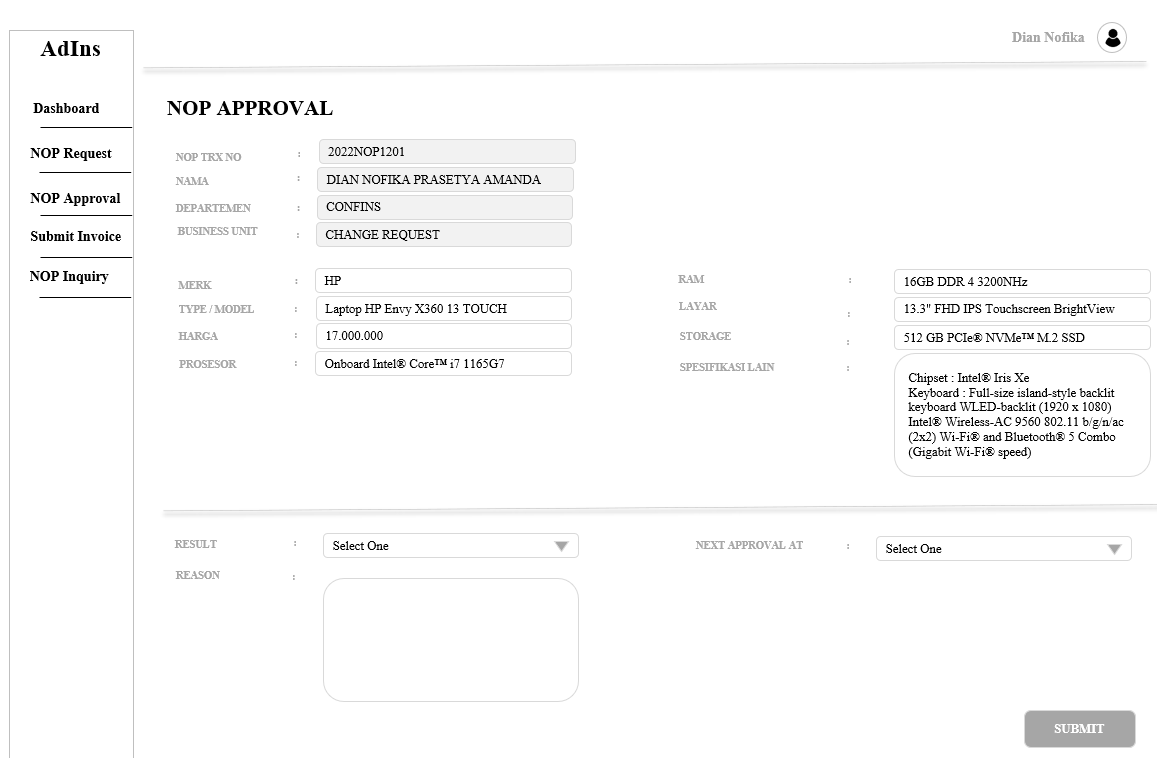 AdIns
Dian Nofika
Dashboard
NOP Request
NOP Approval
Submit Invoice
NOP Inquiry
NOP APPROVAL
NOP TRX NO : 2022NOP1201
NAMA : DIAN NOFIKA PRASETYA AMANDA
DEPARTEMEN : CONFINS
BUSINESS UNIT : CHANGE REQUEST
MERK : HP
TYPE / MODEL : Laptop HP Envy X360 13 TOUCH
HARGA : 17.000.000
PROSESOR : Onboard Intel® Core™ i7 1165G7
RAM : 16GB DDR 4 3200NHz
LAYAR : 13.3" FHD IPS Touchscreen BrightView
STORAGE : 512 GB PCIe® NVMe™ M.2 SSD
SPESIFIKASI LAIN :
Chipset : Intel® Iris Xe
Keyboard : Full-size island-style backlit
keyboard WLED-backlit (1920 x 1080)
Intel® Wireless-AC 9560 802.11 b/g/n/ac
(2x2) Wi-Fi® and Bluetooth® 5 Combo
(Gigabit Wi-Fi® speed)
RESULT : Select One
REASON :
NEXT APPROVAL AT : Select One
SUBMIT